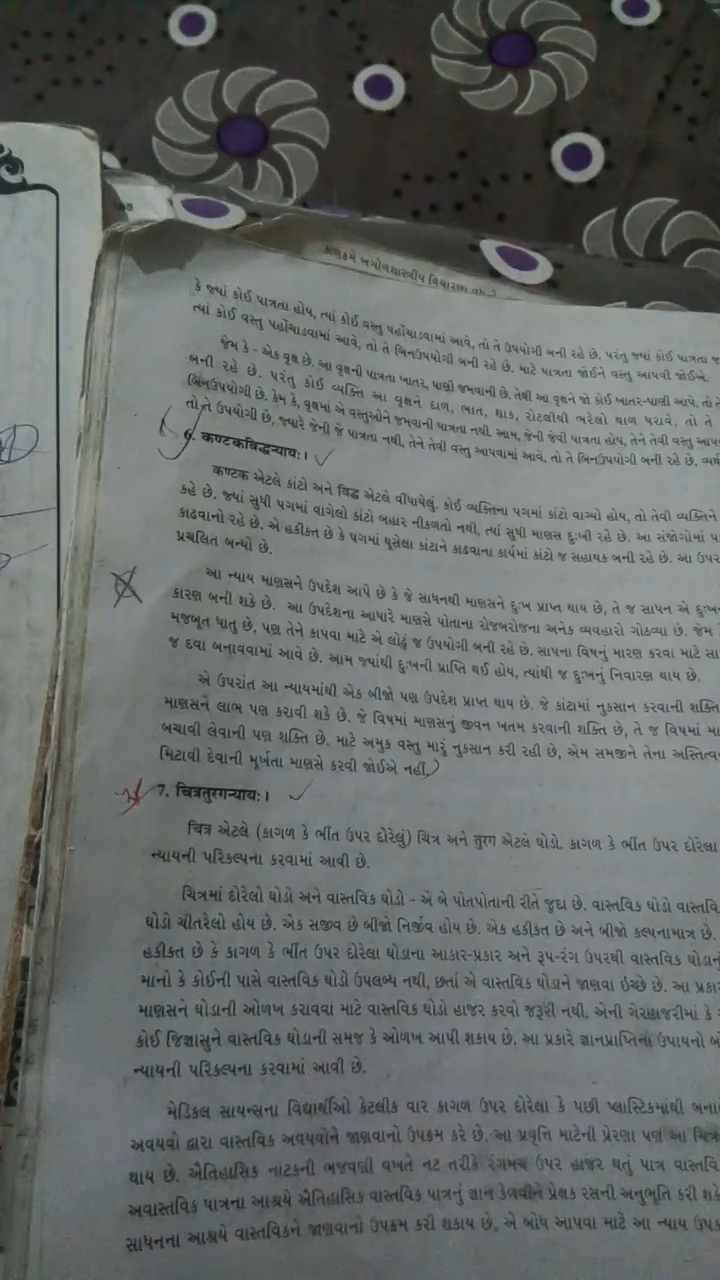 ખગોળશાસ્ત્રીય વિચારણા
કે જ્યાં કોઈ પાત્રતા હોય, ત્યાં કોઈ વસ્તુ પહોંચાડવામાં આવે, તો તે ઉપયોગી બની રહે છે. પરંતુ જ્યાં કોઈ પાત્રતા જ
ત્યાં કોઈ વસ્તુ પહોંચાડવામાં આવે, તો તે બિનઉપયોગી બની રહે છે. માટે પાત્રતા જોઈને વસ્તુ આપવી જોઈએ.
જેમ કે - એક વૃક્ષ છે. આ વૃક્ષની પાત્રતા ખાતર, પાણી જમવાની છે. તેથી આ વૃક્ષને જો કોઈ ખાતર-પાણી આપે, તો તે
બની રહે છે. પરંતુ કોઈ વ્યક્તિ આ વૃક્ષને દાળ, ભાત, શાક, રોટલીથી ભરેલો થાળ ધરાવે, તો તે
બિનઉપયોગી છે. કેમ કે, વૃક્ષમાં એ વસ્તુઓને જમવાની પાત્રતા નથી. આમ, જેની જેવી પાત્રતા હોય, તેને તેવી વસ્તુ આપ
તો તે ઉપયોગી છે, જ્યારે જેની જે પાત્રતા નથી, તેને તેવી વસ્તુ આપવામાં આવે, તો તે બિનઉપયોગી બની રહે છે, વ્યર્થ
6. कण्टकविद्धन्यायः।
કણ્ટક એટલે કાંટો અને વિદ્ધ એટલે વીંધાયેલું. કોઈ વ્યક્તિના પગમાં કાંટો વાગ્યો હોય, તો તેવી વ્યક્તિને
કહે છે. જ્યાં સુધી પગમાં વાગેલો કાંટો બહાર નીકળતો નથી, ત્યાં સુધી માણસ દુઃખી રહે છે. આ સંજોગોમાં પ
કાઢવાનો રહે છે. એ હકીકત છે કે પગમાં ઘૂસેલા કાંટાને કાઢવાના કાર્યમાં કાંટો જ સહાયક બની રહે છે. આ ઉપર
પ્રચલિત બન્યો છે.
આ ન્યાય માણસને ઉપદેશ આપે છે કે જે સાધનથી માણસને દુઃખ પ્રાપ્ત થાય છે, તે જ સાધન એ દુઃખ
કારણ બની શકે છે. આ ઉપદેશના આધારે માણસે પોતાના રોજબરોજના અનેક વ્યવહારો ગોઠવ્યા છે. જેમ
મજબૂત ધાતુ છે, પણ તેને કાપવા માટે એ લોઢું જ ઉપયોગી બની રહે છે. સાપના વિષનું મારણ કરવા માટે સા
જ દવા બનાવવામાં આવે છે. આમ જ્યાંથી દુઃખની પ્રાપ્તિ થઈ હોય, ત્યાંથી જ દુઃખનું નિવારણ થાય છે.
એ ઉપરાંત આ ન્યાયમાંથી એક બીજો પણ ઉપદેશ પ્રાપ્ત થાય છે. જે કાંટામાં નુકસાન કરવાની શક્તિ
માણસને લાભ પણ કરાવી શકે છે. જે વિષમાં માણસનું જીવન ખતમ કરવાની શક્તિ છે, તે જ વિષમાં મા
બચાવી લેવાની પણ શક્તિ છે. માટે અમુક વસ્તુ મારું નુકસાન કરી રહી છે, એમ સમજીને તેના અસ્તિત્વ
મિટાવી દેવાની મૂર્ખતા માણસે કરવી જોઈએ નહીં.
7. चित्रतुरगन्यायः।
ચિત્ર એટલે (કાગળ કે ભીંત ઉપર દોરેલું) ચિત્ર અને તુરગ એટલે ઘોડો. કાગળ કે ભીંત ઉપર દોરેલા
ન્યાયની પરિકલ્પના કરવામાં આવી છે.
ચિત્રમાં દોરેલો ઘોડો અને વાસ્તવિક ઘોડો - એ બે પોતપોતાની રીતે જુદા છે. વાસ્તવિક ઘોડો વાસ્તવિ
ઘોડો ચીતરેલો હોય છે. એક સજીવ છે બીજો નિર્જીવ હોય છે. એક હકીકત છે અને બીજો કલ્પનામાત્ર છે.
હકીકત છે કે કાગળ કે ભીંત ઉપર દોરેલા ઘોડાના આકાર-પ્રકાર અને રૂપ-રંગ ઉપરથી વાસ્તવિક ઘોડાન
માનો કે કોઈની પાસે વાસ્તવિક ઘોડો ઉપલબ્ધ નથી, છતાં એ વાસ્તવિક ઘોડાને જાણવા ઇચ્છે છે. આ પ્રકા
માણસને ઘોડાની ઓળખ કરાવવા માટે વાસ્તવિક ઘોડો હાજર કરવો જરૂરી નથી. એની ગેરહાજરીમાં કે
કોઈ જિજ્ઞાસુને વાસ્તવિક ઘોડાની સમજ કે ઓળખ આપી શકાય છે. આ પ્રકારે જ્ઞાનપ્રાપ્તિના ઉપાયનો બ
ન્યાયની પરિકલ્પના કરવામાં આવી છે.
મેડિકલ સાયન્સના વિદ્યાર્થીઓ કેટલીક વાર કાગળ ઉપર દોરેલા કે પછી પ્લાસ્ટિકમાંથી બના
અવયવો દ્વારા વાસ્તવિક અવયવોને જાણવાનો ઉપક્રમ કરે છે. આ પ્રવૃત્તિ માટેની પ્રેરણા પણ આ ચિત્ર
થાય છે. ઐતિહાસિક નાટકની ભજવણી વખતે નટ તરીકે રંગમંચ ઉપર હાજર થતું પાત્ર વાસ્તવિ
અવાસ્તવિક પાત્રના આશ્રયે ઐતિહાસિક વાસ્તવિક પાત્રનું જ્ઞાન કેળવીને પ્રેક્ષક રસની અનુભૂતિ કરી શકે
સાધનના આશ્રયે વાસ્તવિકને જાણવાનો ઉપક્રમ કરી શકાય છે, એ બોધ આપવા માટે આ ન્યાય ઉપક